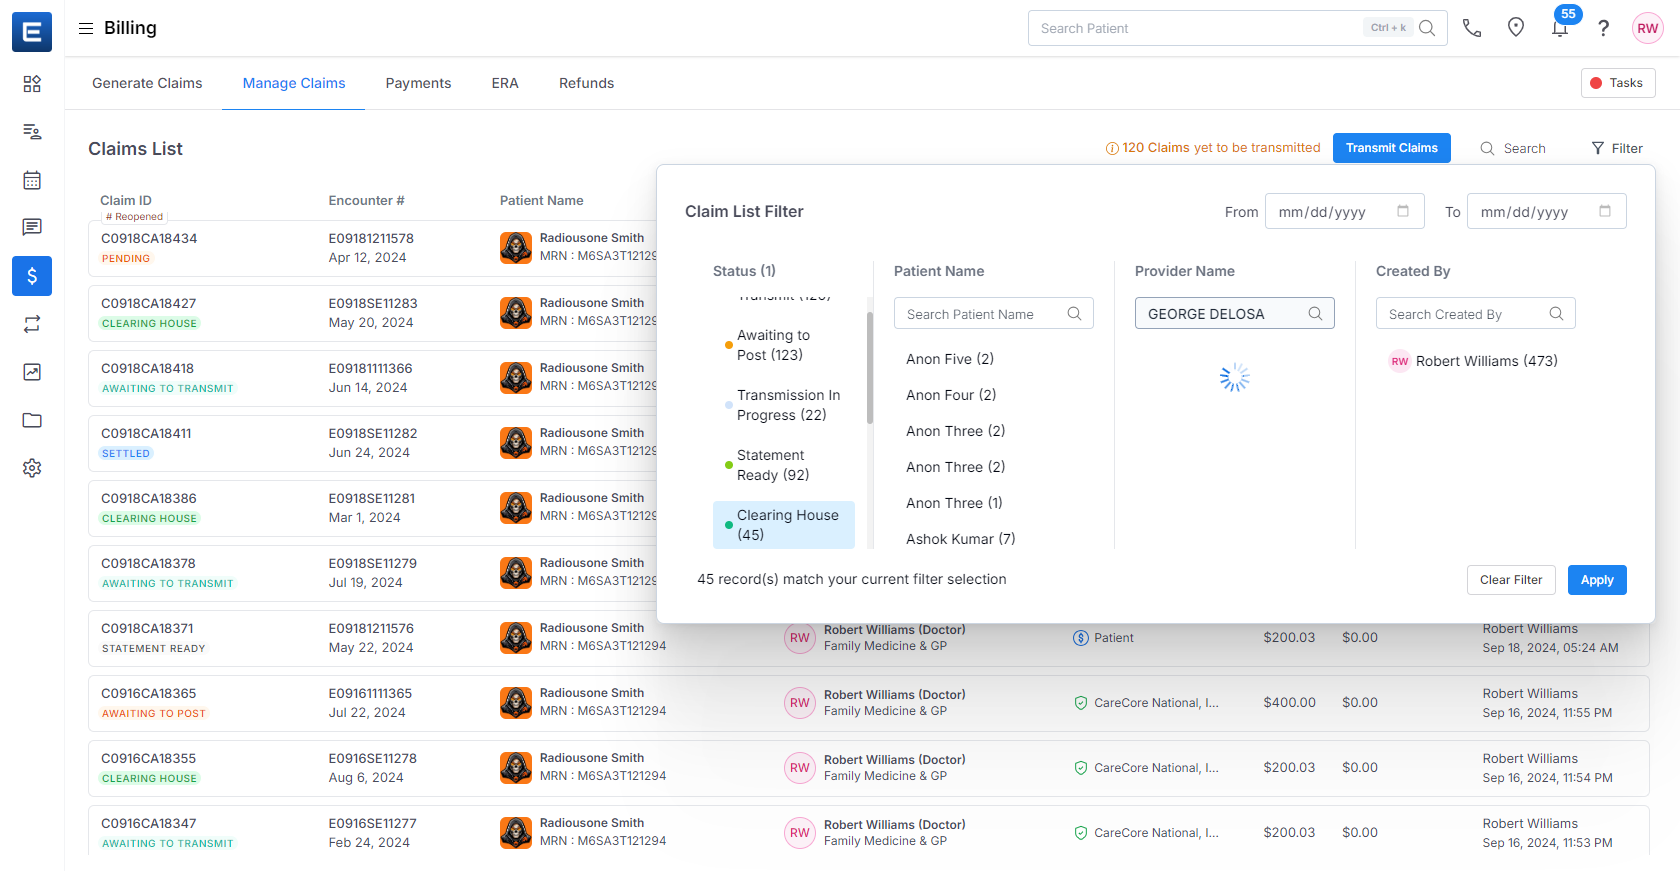 E
Billing
Search Patient
Ctrl + k
55
?
RW
Generate Claims
Manage Claims
Payments
ERA
Refunds
Tasks
Claims List
120 Claims yet to be transmitted
Transmit Claims
Search
Filter
Claim ID
Encounter #
Patient Name
# Reopened
C0918CA18434
E09181211578
Radiousone Smith
PENDING
Apr 12, 2024
MRN : M6SA3T12129
C0918CA18427
E0918SE11283
Radiousone Smith
CLEARING HOUSE
May 20, 2024
MRN : M6SA3T12129
C0918CA18418
E09181111366
Radiousone Smith
AWAITING TO TRANSMIT
Jun 14, 2024
MRN : M6SA3T12129
C0918CA18411
E0918SE11282
Radiousone Smith
SETTLED
Jun 24, 2024
MRN : M6SA3T12129
C0918CA18386
E0918SE11281
Radiousone Smith
CLEARING HOUSE
Mar 1, 2024
MRN : M6SA3T12129
C0918CA18378
E0918SE11279
Radiousone Smith
AWAITING TO TRANSMIT
Jul 19, 2024
MRN : M6SA3T12129
Claim List Filter
From
mm/dd/yyyy
To
mm/dd/yyyy
Status (1)
Transmit (120)
Awaiting to
Post (123)
Transmission In
Progress (22)
Statement
Ready (92)
Clearing House
(45)
Patient Name
Search Patient Name
Anon Five (2)
Anon Four (2)
Anon Three (2)
Anon Three (2)
Anon Three (1)
Ashok Kumar (7)
Provider Name
GEORGE DELOSA
Created By
Search Created By
RW
Robert Williams (473)
45 record(s) match your current filter selection
Clear Filter
Apply
C0918CA18371
E09181211576
Radiousone Smith
RW
Robert Williams (Doctor)
Patient
$200.03
$0.00
Robert Williams
STATEMENT READY
May 22, 2024
MRN : M6SA3T121294
Family Medicine & GP
Sep 18, 2024, 05:24 AM
C0916CA18365
E09161111365
Radiousone Smith
RW
Robert Williams (Doctor)
CareCore National, I...
$400.00
$0.00
Robert Williams
AWAITING TO POST
Jul 22, 2024
MRN : M6SA3T121294
Family Medicine & GP
Sep 16, 2024, 11:55 PM
C0916CA18355
E0916SE11278
Radiousone Smith
RW
Robert Williams (Doctor)
CareCore National, I...
$200.03
$0.00
Robert Williams
CLEARING HOUSE
Aug 6, 2024
MRN : M6SA3T121294
Family Medicine & GP
Sep 16, 2024, 11:54 PM
C0916CA18347
E0916SE11277
Radiousone Smith
RW
Robert Williams (Doctor)
CareCore National, I...
$200.03
$0.00
Robert Williams
AWAITING TO TRANSMIT
Feb 24, 2024
MRN : M6SA3T121294
Family Medicine & GP
Sep 16, 2024, 11:53 PM